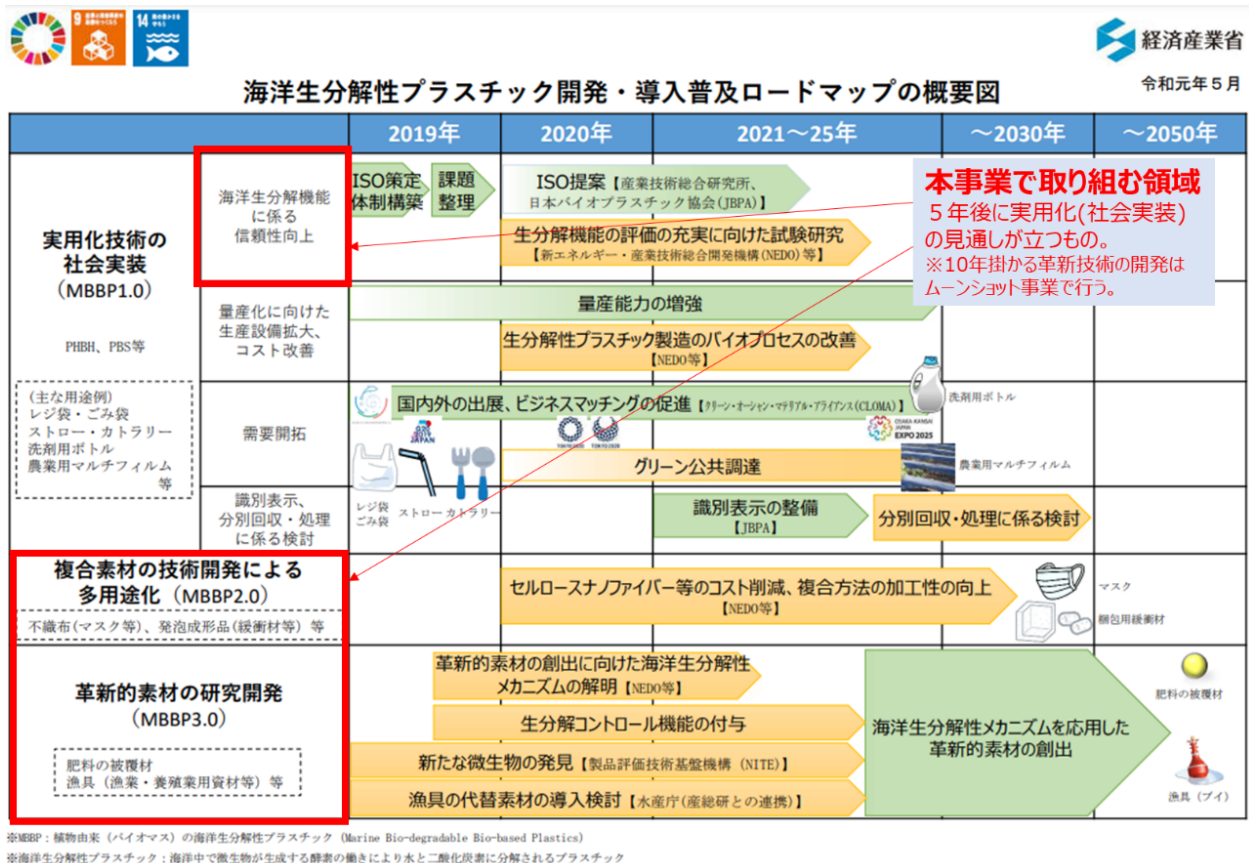 9 産業と技術革新の基盤をつくろう
14 海の豊かさを守ろう
経済産業省
令和元年5月
海洋生分解性プラスチック開発・導入普及ロードマップの概要図
2019年
2020年
2021～25年
～2030年
～2050年
実用化技術の
社会実装
（MBBP1.0）
PHBH、PBS等
(主な用途例)
レジ袋・ごみ袋
ストロー・カトラリー
洗剤用ボトル
農業用マルチフィルム
等
海洋生分解機能
に係る
信頼性向上
ISO策定
体制構築
課題
整理
ISO提案【産業技術総合研究所、
日本バイオプラスチック協会(JBPA)】
生分解機能の評価の充実に向けた試験研究
【新エネルギー・産業技術総合開発機構(NEDO)等】
本事業で取り組む領域
５年後に実用化(社会実装)
の見通しが立つもの。
※10年掛かる革新技術の開発は
ムーンショット事業で行う。
量産化に向けた
生産設備拡大、
コスト改善
量産能力の増強
生分解性プラスチック製造のバイオプロセスの改善
【NEDO等】
需要開拓
国内外の出展、ビジネスマッチングの促進【クリーン・オーシャン・マテリアル・アライアンス(CLOMA)】
G20
JAPAN
TOKYO 2020
TOKYO 2020
OSAKA KANSAI
JAPAN
EXPO 2025
洗剤用ボトル
グリーン公共調達
農業用マルチフィルム
レジ袋
ごみ袋
ストロー
カトラリー
識別表示、
分別回収・処理
に係る検討
識別表示の整備
【JBPA】
分別回収・処理に係る検討
複合素材の技術開発による
多用途化（MBBP2.0）
不織布(マスク等)、発泡成形品(緩衝材等) 等
セルロースナノファイバー等のコスト削減、複合方法の加工性の向上
【NEDO等】
マスク
梱包用緩衝材
革新的素材の研究開発
（MBBP3.0）
肥料の被覆材
漁具（漁業・養殖業用資材等）等
革新的素材の創出に向けた海洋生分解性
メカニズムの解明【NEDO等】
生分解コントロール機能の付与
新たな微生物の発見【製品評価技術基盤機構（NITE)】
漁具の代替素材の導入検討【水産庁(産総研との連携)】
海洋生分解性メカニズムを応用した
革新的素材の創出
肥料の被覆材
漁具（ブイ）
※MBBP：植物由来（バイオマス）の海洋生分解性プラスチック（Marine Bio-degradable Bio-based Plastics）
※海洋生分解性プラスチック：海洋中で微生物が生成する酵素の働きにより水と二酸化炭素に分解されるプラスチック